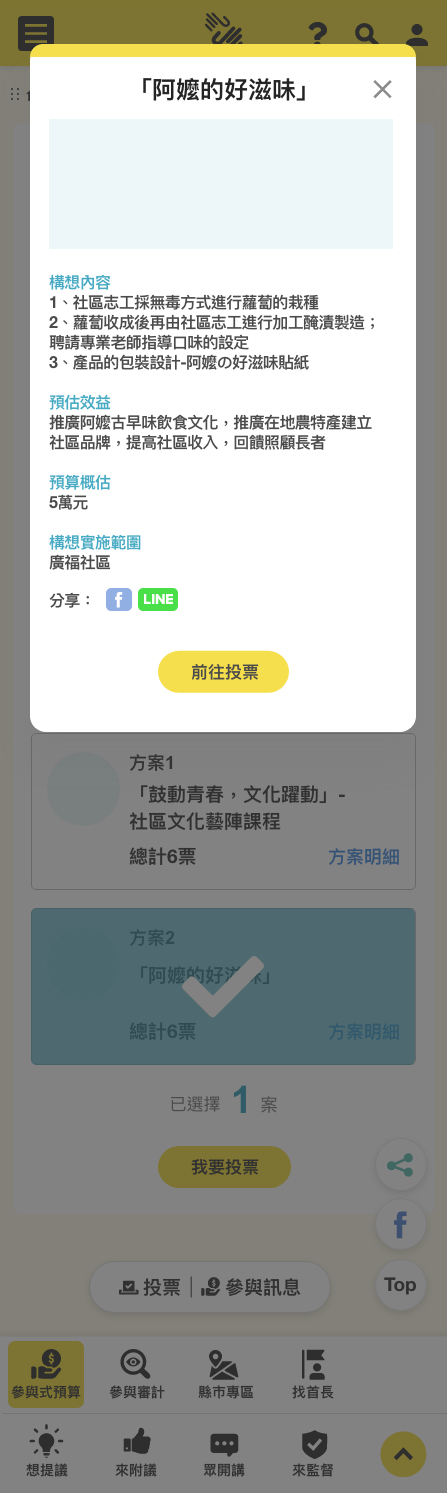 「阿嬤的好滋味」
構想內容
1、社區志工採無毒方式進行蘿蔔的栽種
2、蘿蔔收成後再由社區志工進行加工醃漬製造；
聘請專業老師指導口味的設定
3、產品的包裝設計-阿嬤の好滋味貼紙
預估效益
推廣阿嬤古早味飲食文化，推廣在地農特產建立
社區品牌，提高社區收入，回饋照顧長者
預算概估
5萬元
構想實施範圍
廣福社區
分享： f LINE
前往投票
方案1
「鼓動青春，文化躍動」-
社區文化藝陣課程
總計6票 方案明細
方案2
「阿嬤的好滋味」
總計6票 方案明細
已選擇 1 案
我要投票
f
Top
投票 | 參與訊息
參與式預算 參與審計 縣市專區 找首長
想提議 來附議 眾開講 來監督